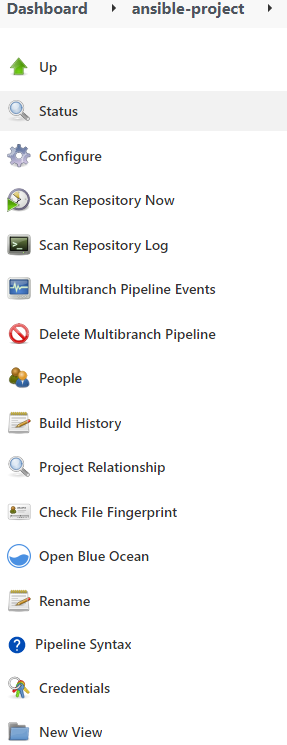 Dashboard ansible-project
Up
Status
Configure
Scan Repository Now
Scan Repository Log
Multibranch Pipeline Events
Delete Multibranch Pipeline
People
Build History
Project Relationship
Check File Fingerprint
Open Blue Ocean
Rename
Pipeline Syntax
Credentials
New View